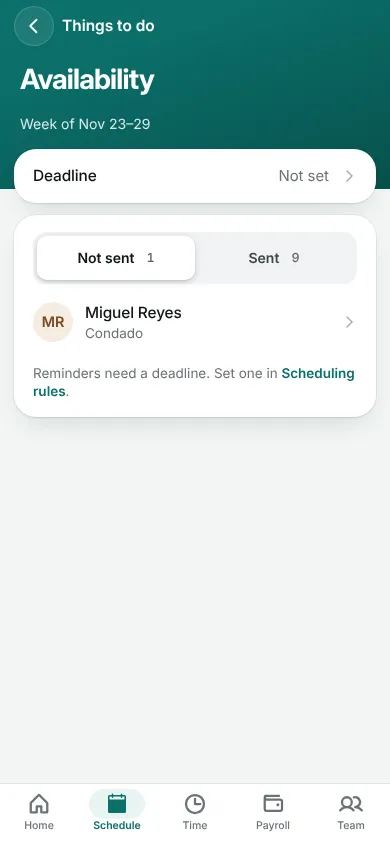 Things to do
Availability
Week of Nov 23–29
Deadline
Not set
Not sent 1
Sent 9
MR
Miguel Reyes
Condado
Reminders need a deadline. Set one in Scheduling
rules.
Home
Schedule
Time
Payroll
Team